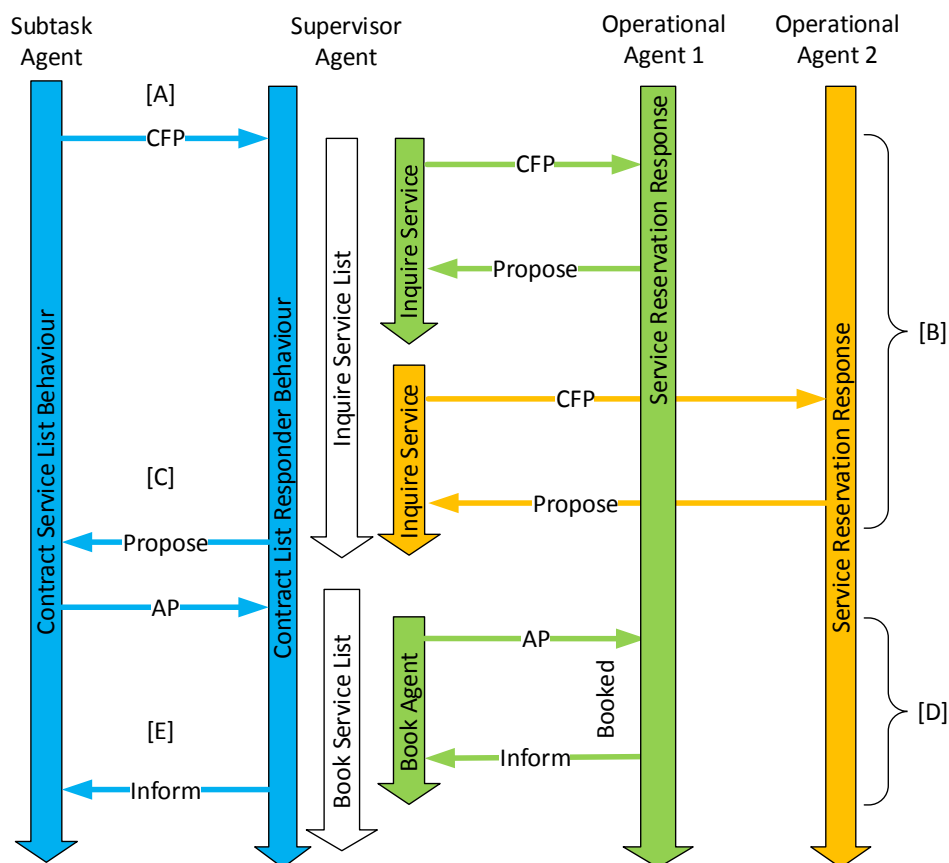 Subtask
Agent
Supervisor
Agent
Operational
Agent 1
Operational
Agent 2
[A]
CFP
CFP
Propose
Inquire Service
Service Reservation Response
Inquire Service List
[B]
CFP
Propose
Inquire Service
Contract Service List Behaviour
Contract List Responder Behaviour
Service Reservation Response
[C]
Propose
AP
AP
Booked
Book Agent
Book Service List
[D]
[E]
Inform
Inform